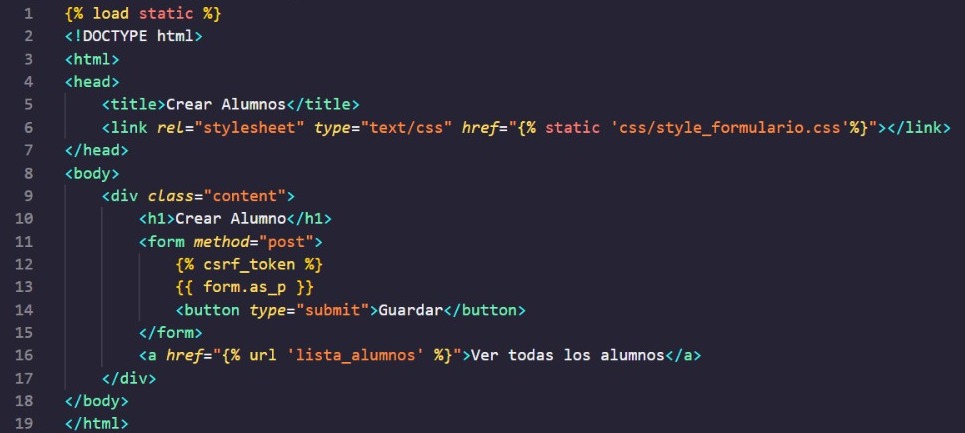 1 {% load static %}
2 <!DOCTYPE html>
3 <html>
4 <head>
5     <title>Crear Alumnos</title>
6     <link rel="stylesheet" type="text/css" href="{% static 'css/style_formulario.css'%}"></link>
7 </head>
8 <body>
9     <div class="content">
10         <h1>Crear Alumno</h1>
11         <form method="post">
12             {% csrf_token %}
13             {{ form.as_p }}
14             <button type="submit">Guardar</button>
15         </form>
16         <a href="{% url 'lista_alumnos' %}">Ver todas los alumnos</a>
17     </div>
18 </body>
19 </html>